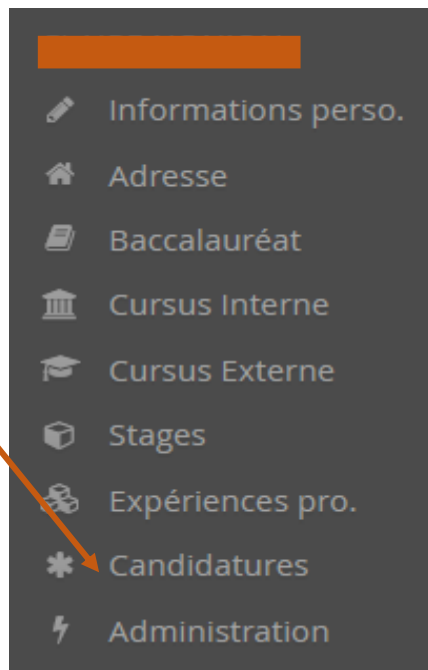 Informations perso.
Adresse
Baccalauréat
Cursus Interne
Cursus Externe
Stages
Expériences pro.
Candidatures
Administration